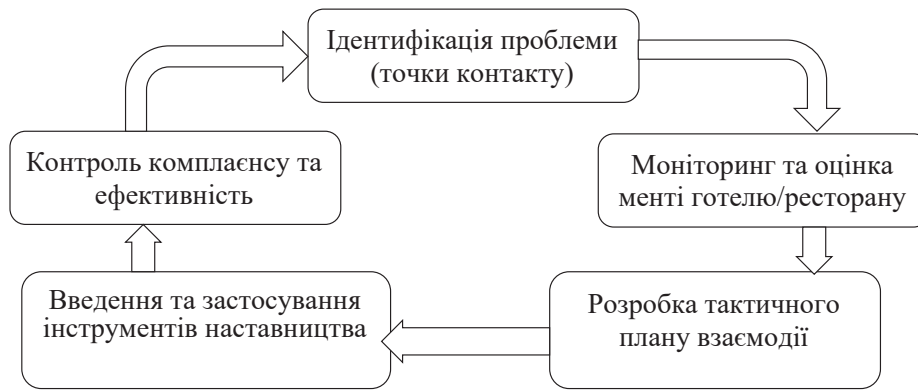 Ідентифікація проблеми
(точки контакту)
Контроль комплаєнсу та
ефективність
Моніторинг та оцінка
менті готелю/ресторану
Введення та застосування
інструментів наставництва
Розробка тактичного
плану взаємодії